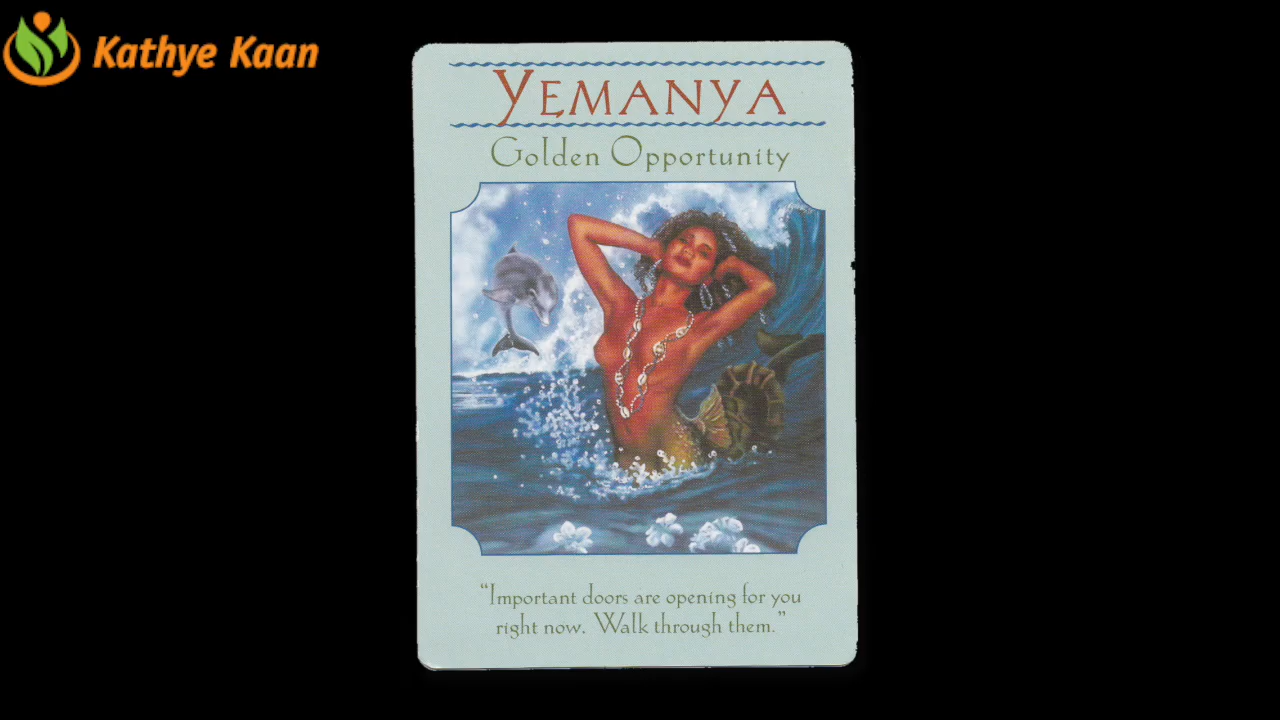 Kathye Kaan
YEMANYA
Golden Opportunity
“Important doors are opening for you
right now. Walk through them.”